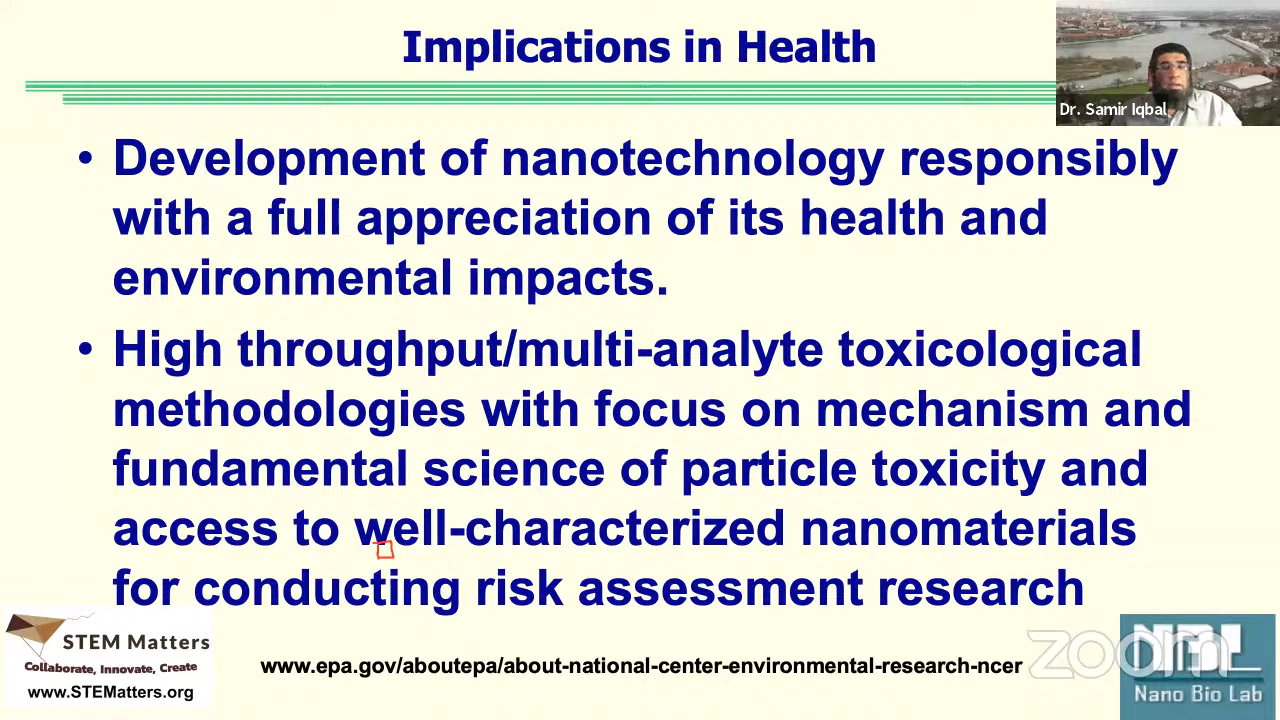 Implications in Health
Dr. Samir Iqbal
• Development of nanotechnology responsibly
with a full appreciation of its health and
environmental impacts.
• High throughput/multi-analyte toxicological
methodologies with focus on mechanism and
fundamental science of particle toxicity and
access to well-characterized nanomaterials
for conducting risk assessment research
STEM Matters
Collaborate, Innovate, Create
www.STEMatters.org
www.epa.gov/aboutepa/about-national-center-environmental-research-ncer
zoom
NBL
Nano Bio Lab